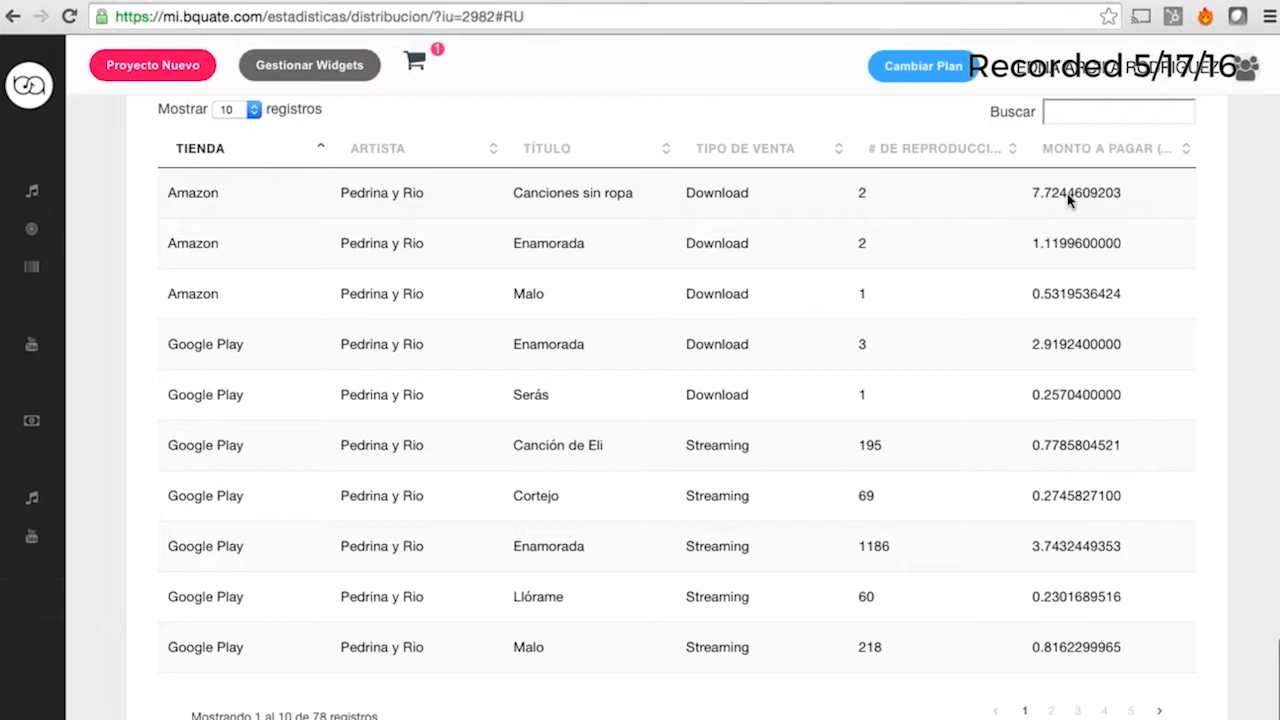 https://mi.bquate.com/estadisticas/distribucion/?iu=2982#RU
Proyecto Nuevo
Gestionar Widgets
1
Cambiar Plan
Recorded 5/17/16
Mostrar 10 registros
Buscar
TIENDA ARTISTA TÍTULO TIPO DE VENTA # DE REPRODUCCI... MONTO A PAGAR (...
Amazon Pedrina y Rio Canciones sin ropa Download 2 7.7244609203
Amazon Pedrina y Rio Enamorada Download 2 1.1199600000
Amazon Pedrina y Rio Malo Download 1 0.5319536424
Google Play Pedrina y Rio Enamorada Download 3 2.9192400000
Google Play Pedrina y Rio Serás Download 1 0.2570400000
Google Play Pedrina y Rio Canción de Eli Streaming 195 0.7785804521
Google Play Pedrina y Rio Cortejo Streaming 69 0.2745827100
Google Play Pedrina y Rio Enamorada Streaming 1186 3.7432449353
Google Play Pedrina y Rio Llórame Streaming 60 0.2301689516
Google Play Pedrina y Rio Malo Streaming 218 0.8162299965
Mostrando 1 al 10 de 78 registros
‹ 1 2 3 4 5 ›